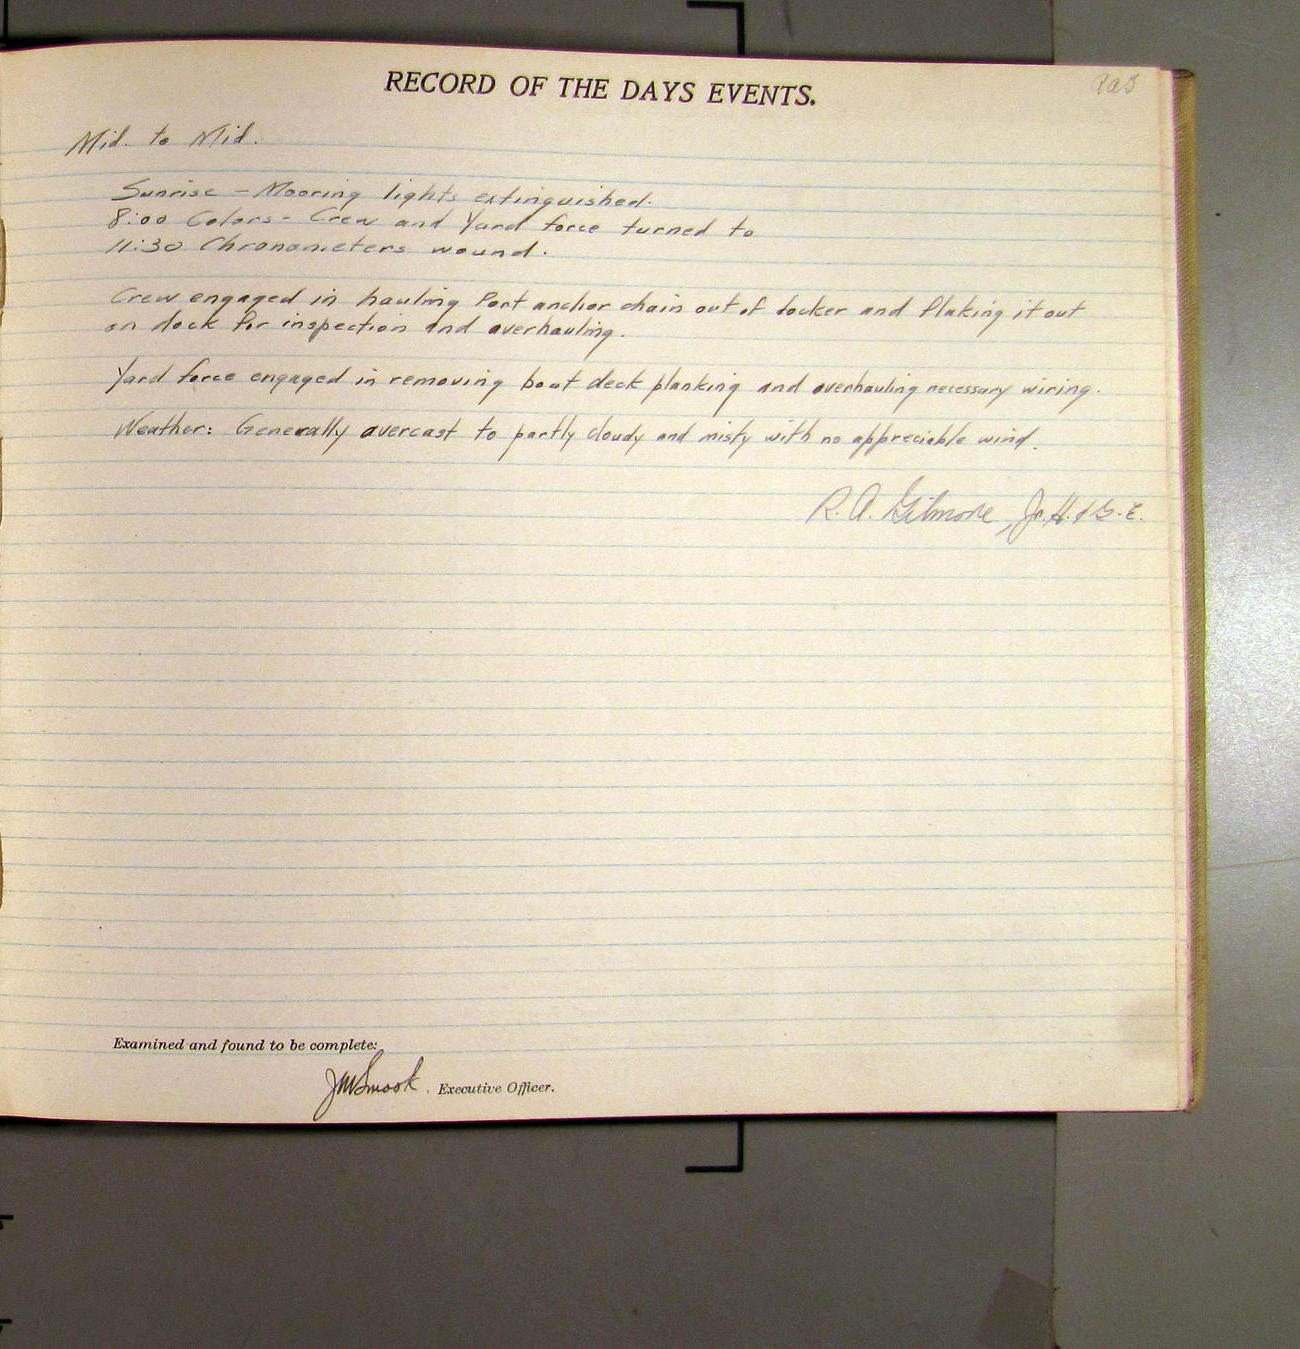 RECORD OF THE DAYS EVENTS.
Mid. to Mid.
Sunrise - Mooring lights extinguished.
8:00 Colors - Crew and Yard force turned to
11:30 Chronometers wound.
Crew engaged in hauling Port anchor chain out of locker and flaking it out
on dock for inspection and overhauling.
Yard force engaged in removing boat deck planking and overhauling necessary wiring.
Weather: Generally overcast to partly cloudy and misty with no appreciable wind.
R. A. Gilmore, Jr. H. & G. E.
Examined and found to be complete:
JMSmook, Executive Officer.